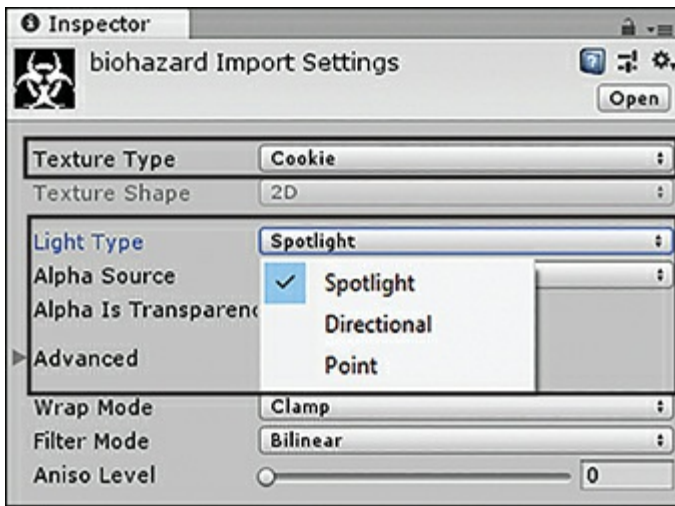 Inspector
biohazard Import Settings
?
Open
Texture Type Cookie
Texture Shape 2D
Light Type Spotlight
Alpha Source
Spotlight
Alpha Is Transparenc
Directional
Advanced
Point
Wrap Mode Clamp
Filter Mode Bilinear
Aniso Level 0